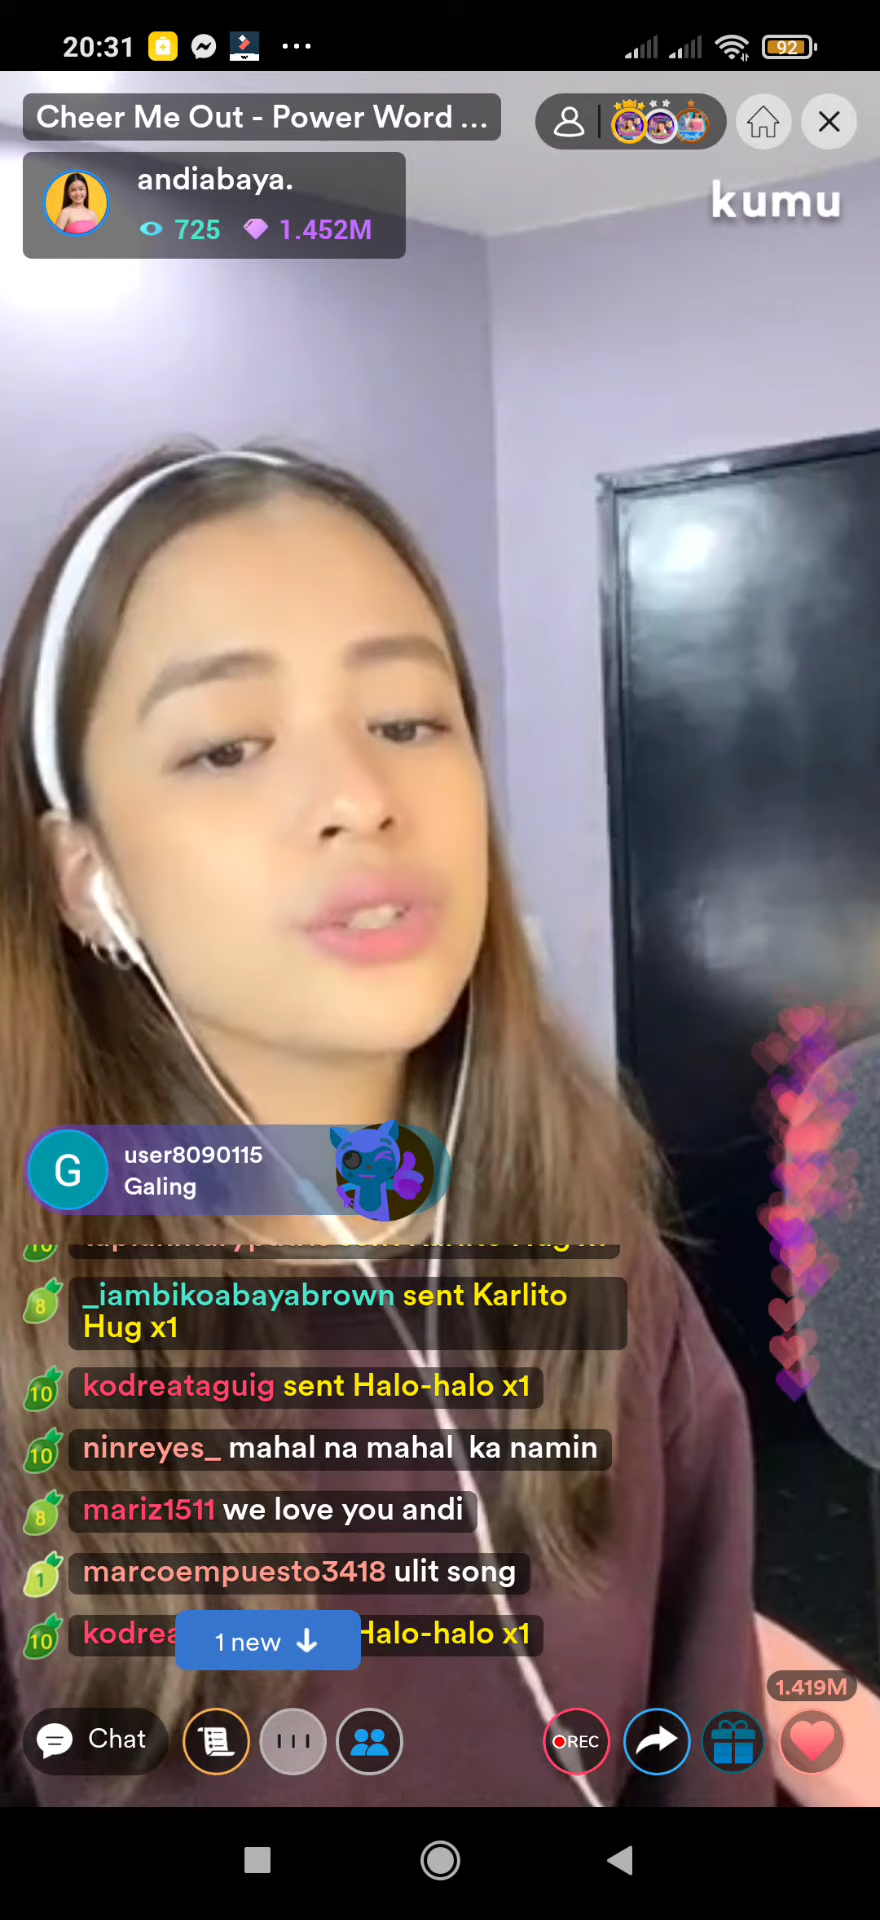 20:31
92
Cheer Me Out - Power Word ...
andiabaya.
725 1.452M
kumu
G
user8090115
Galing
10
8 _iambikoabayabrown sent Karlito
Hug x1
10 kodreataguig sent Halo-halo x1
10 ninreyes_ mahal na mahal ka namin
8 mariz1511 we love you andi
1 marcoempuesto3418 ulit song
10 Halo-halo x1
1 new
1.419M
Chat
REC